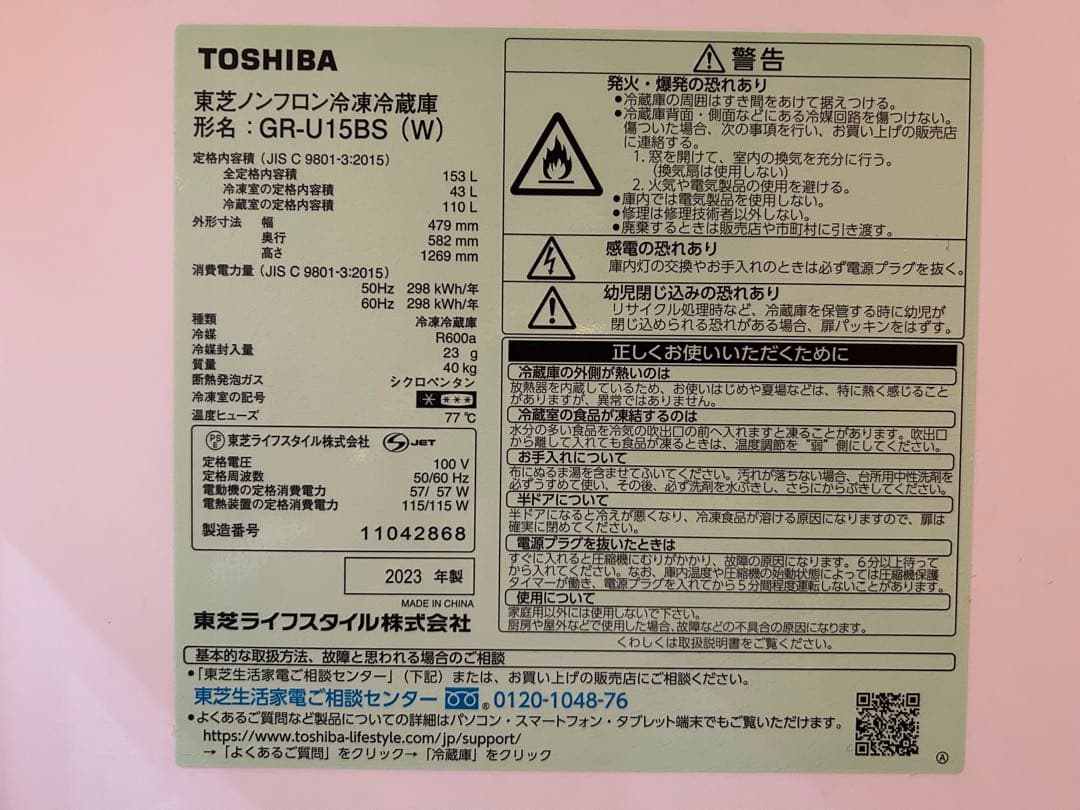 TOSHIBA
東芝ノンフロン冷凍冷蔵庫
形名：GR-U15BS（W）
定格内容積（JIS C 9801-3:2015）
全定格内容積 153 L
冷凍室の定格内容積 43 L
冷蔵室の定格内容積 110 L
外形寸法 幅 479 mm
奥行 582 mm
高さ 1269 mm
消費電力量（JIS C 9801-3:2015）
50Hz 298 kWh/年
60Hz 298 kWh/年
種類 冷凍冷蔵庫
冷媒 R600a
冷媒封入量 23 g
質量 40 kg
断熱発泡ガス シクロペンタン
冷凍室の記号
温度ヒューズ 77 ℃
PSE 東芝ライフスタイル株式会社 JET
定格電圧 100 V
定格周波数 50/60 Hz
電動機の定格消費電力 57/ 57 W
電熱装置の定格消費電力 115/115 W
製造番号 11042868
2023 年製
MADE IN CHINA
東芝ライフスタイル株式会社
警告
発火・爆発の恐れあり
●冷蔵庫の周囲はすき間をあけて据えつける。
●冷蔵庫背面・側面などにある冷媒回路を傷つけない。
傷ついた場合、次の事項を行い、お買い上げの販売店
に連絡する。
1. 窓を開けて、室内の換気を充分に行う。
（換気扇は使用しない）
2. 火気や電気製品の使用を避ける。
●庫内では電気製品を使用しない。
●修理は修理技術者以外しない。
●廃棄するときは販売店や市町村に引き渡す。
感電の恐れあり
庫内灯の交換やお手入れのときは必ず電源プラグを抜く。
幼児閉じ込みの恐れあり
リサイクル処理時など、冷蔵庫を保管する時に幼児が
閉じ込められる恐れがある場合、扉パッキンをはずす。
正しくお使いいただくために
冷蔵庫の外側が熱いのは
放熱器を内蔵しているため、お使いはじめや夏場などは、特に熱く感じること
がありますが、異常ではありません。
冷蔵室の食品が凍結するのは
水分の多い食品を冷気の吹出口の前へ入れますと凍ることがあります。吹出口
から離して入れても食品が凍るときは、温度調節を“弱”側にしてください。
お手入れについて
布にぬるま湯を含ませてふいてください。汚れが落ちない場合、台所用中性洗剤を
必ずうすめて使い、その後、必ず洗剤を水ぶきし、さらにからぶきしてください。
半ドアについて
半ドアになると冷えが悪くなり、冷凍食品が溶ける原因になりますので、扉は
確実に閉めてください。
電源プラグを抜いたときは
すぐに入れると圧縮機にむりがかかり、故障の原因になります。6分以上待って
から入れてください。なお、庫内温度や圧縮機の始動状態によっては圧縮機保護
タイマーが働き、電源プラグを入れてから5分間程度運転しないことがあります。
使用について
家庭用以外には使用しないで下さい。
厨房や屋外などで使用した場合、故障などの不具合の原因になります。
くわしくは取扱説明書をご覧ください。
基本的な取扱方法、故障と思われる場合のご相談
●「東芝生活家電ご相談センター」（下記）または、お買い上げの販売店にご相談ください。
東芝生活家電ご相談センター ® 0120-1048-76
●よくあるご質問など製品についての詳細はパソコン・スマートフォン・タブレット端末でもご覧いただけます。
https://www.toshiba-lifestyle.com/jp/support/
→「よくあるご質問」をクリック→「冷蔵庫」をクリック
Ⓐ